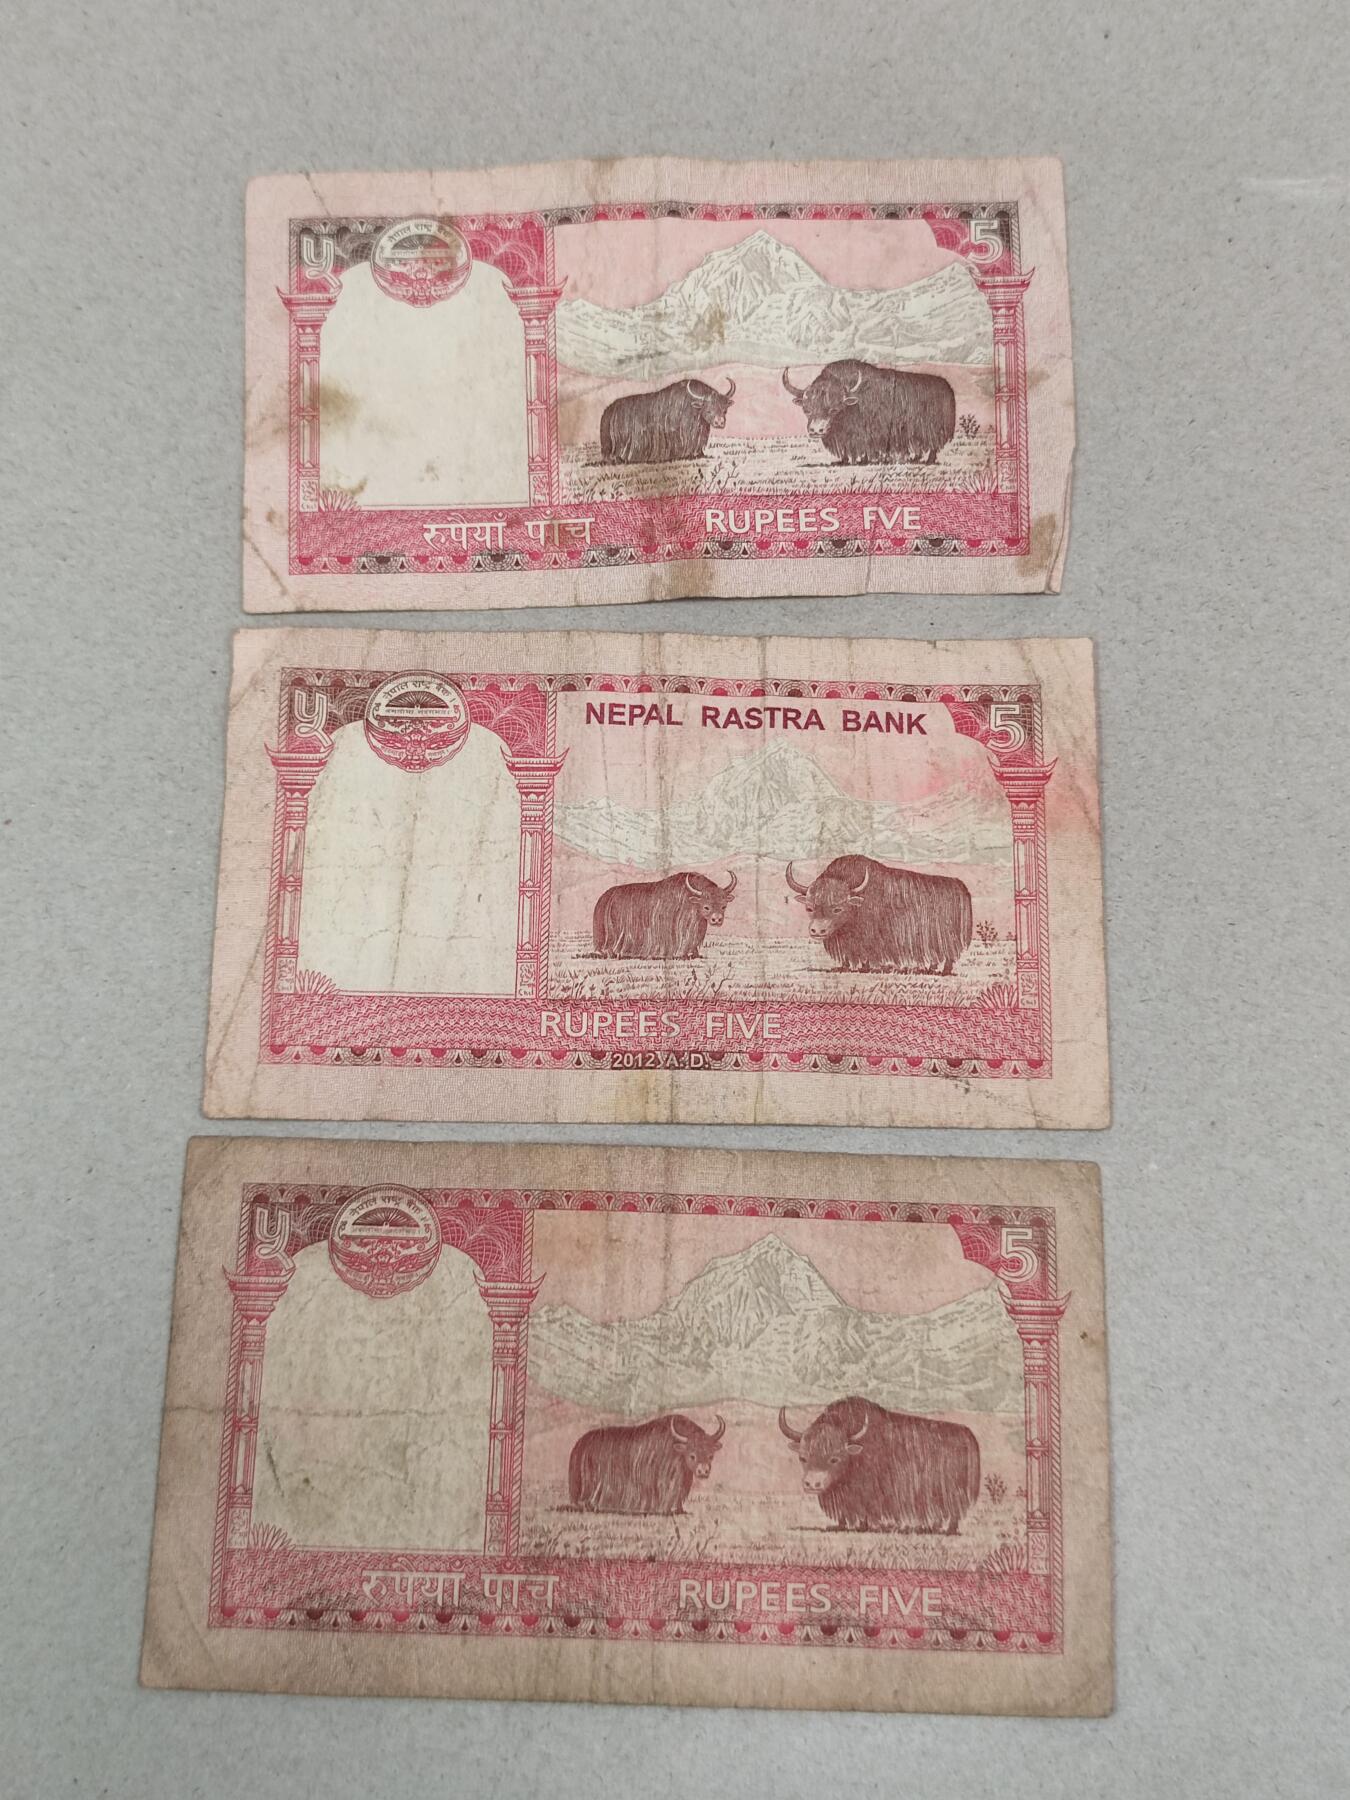 ५
नेपाल राष्ट्र बैंक
5
रुपैयाँ पाँच
RUPEES FVE
५
नेपाल राष्ट्र बैंक
NEPAL RASTRA BANK
5
RUPEES FIVE
2012 A.D.
५
नेपाल राष्ट्र बैंक
5
रुपैयाँ पाँच
RUPEES FIVE